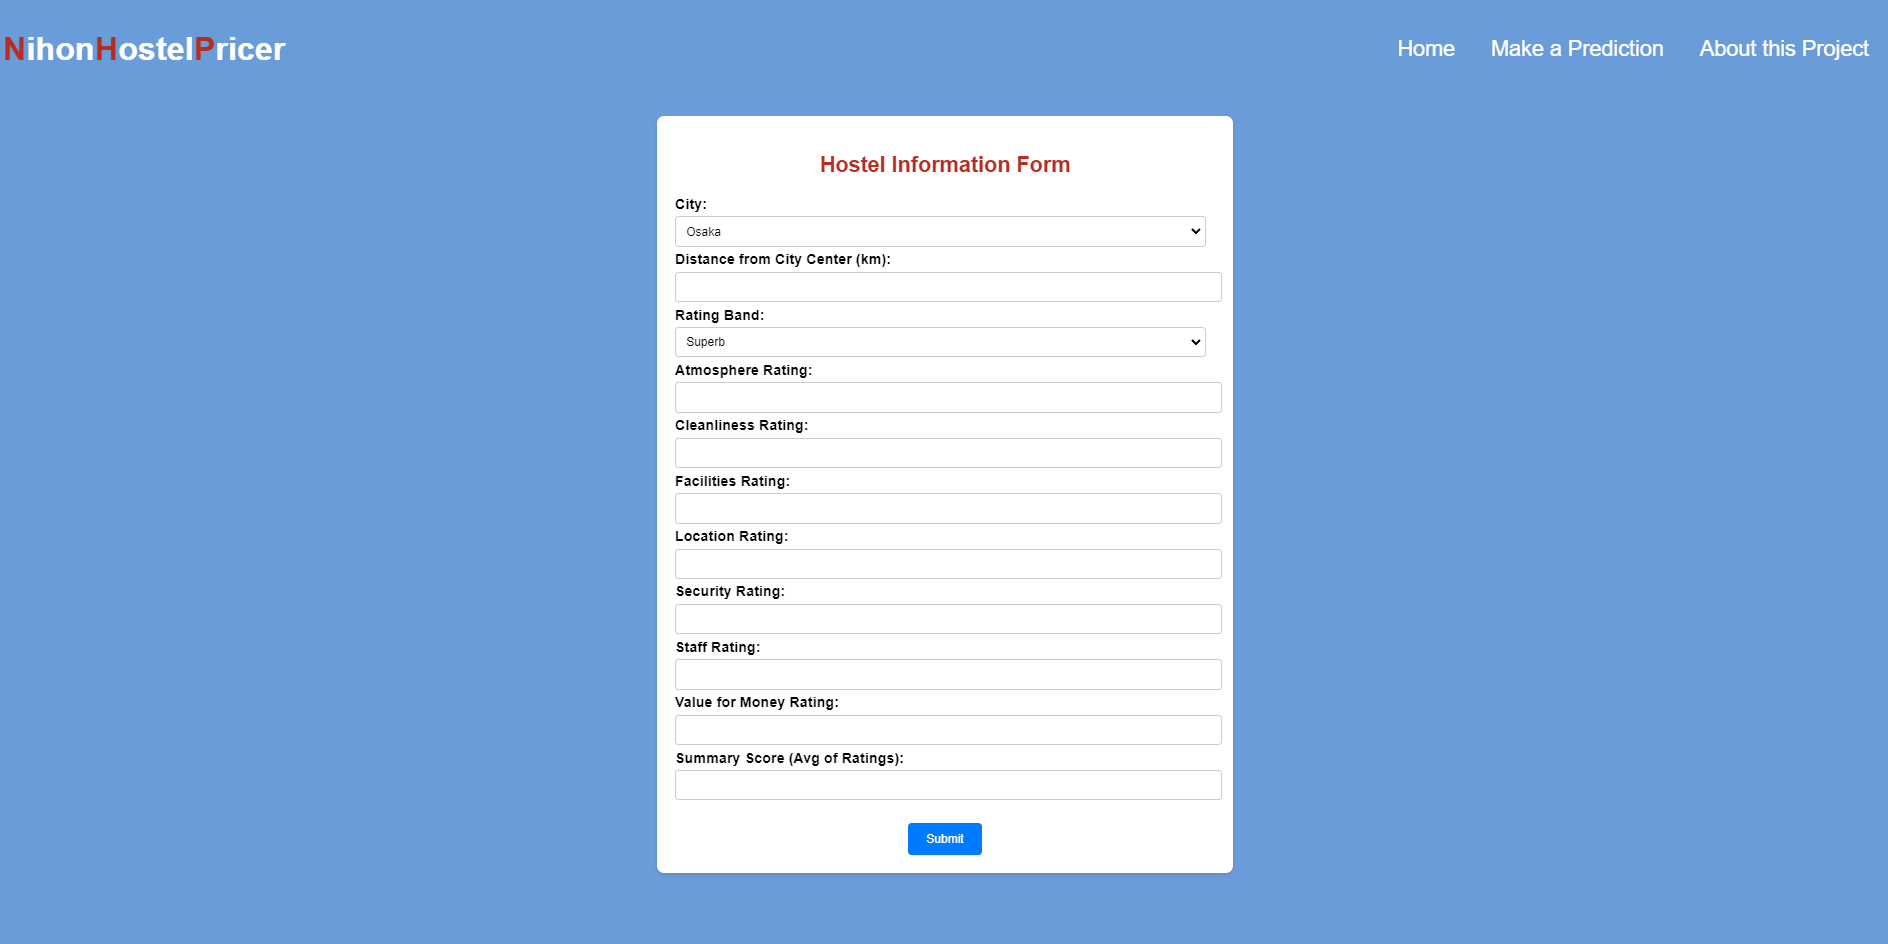 NihonHostelPricer
Home Make a Prediction About this Project
Hostel Information Form
City:
Osaka
Distance from City Center (km):
Rating Band:
Superb
Atmosphere Rating:
Cleanliness Rating:
Facilities Rating:
Location Rating:
Security Rating:
Staff Rating:
Value for Money Rating:
Summary Score (Avg of Ratings):
Submit